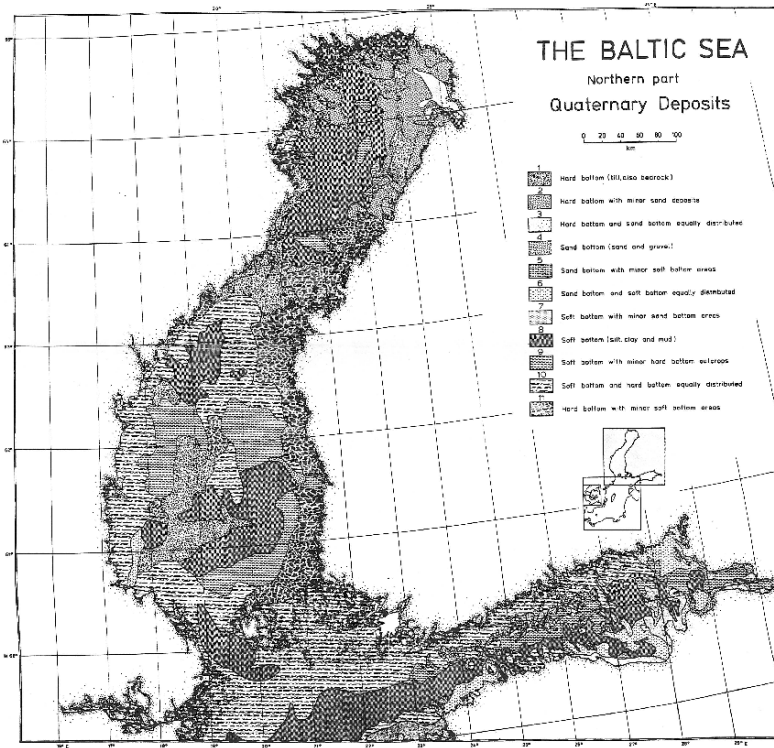 THE BALTIC SEA
Northern part
Quaternary Deposits
0 20 40 60 80 100
km
1
Hard bottom (till, also bedrock)
2
Hard bottom with minor sand deposits
3
Hard bottom and sand bottom equally distributed
4
Sand bottom (sand and gravel)
5
Sand bottom with minor soft bottom areas
6
Sand bottom and soft bottom equally distributed
7
Soft bottom with minor sand bottom areas
8
Soft bottom (silt, clay and mud)
9
Soft bottom with minor hard bottom outcrops
10
Soft bottom and hard bottom equally distributed
11
Hard bottom with minor soft bottom areas